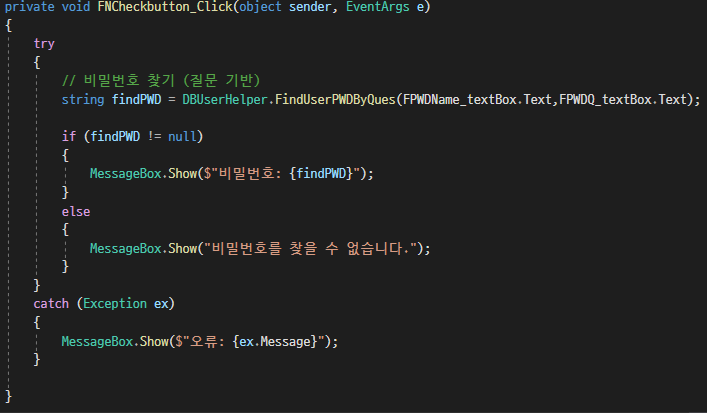 private void FNCheckbutton_Click(object sender, EventArgs e)
{
try
{
// 비밀번호 찾기 (질문 기반)
string findPWD = DBUserHelper.FindUserPWDByQues(FPWDName_textBox.Text,FPWDQ_textBox.Text);
if (findPWD != null)
{
MessageBox.Show($"비밀번호: {findPWD}");
}
else
{
MessageBox.Show("비밀번호를 찾을 수 없습니다.");
}
}
catch (Exception ex)
{
MessageBox.Show($"오류: {ex.Message}");
}
}